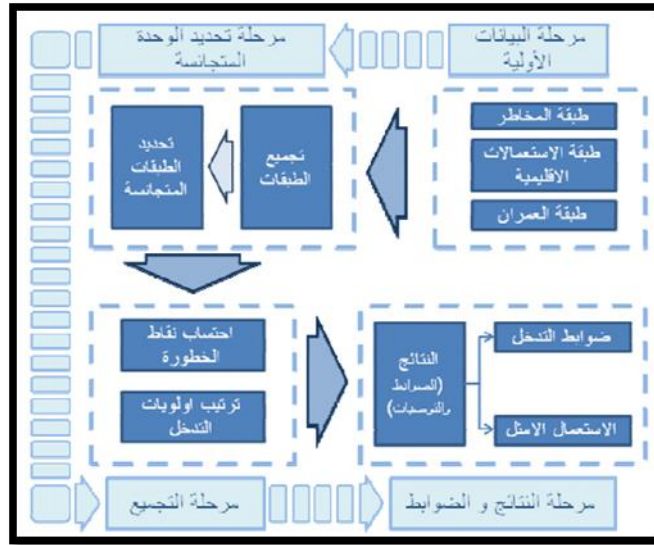 مرحلة البيانات
الأولية
مرحلة تحديد الوحدة
المتجانسة
طبقة المخاطر
طبقة الاستعمالات
الاقليمية
طبقة العمران
تجميع
الطبقات
تحديد
الطبقات
المتجانسة
احتساب نقاط
الخطورة
ترتيب اولويات
التدخل
النتائج
(الضوابط
والتوصيات)
ضوابط التدخل
الاستعمال الامثل
مرحلة التجميع
مرحلة النتائج و الضوابط